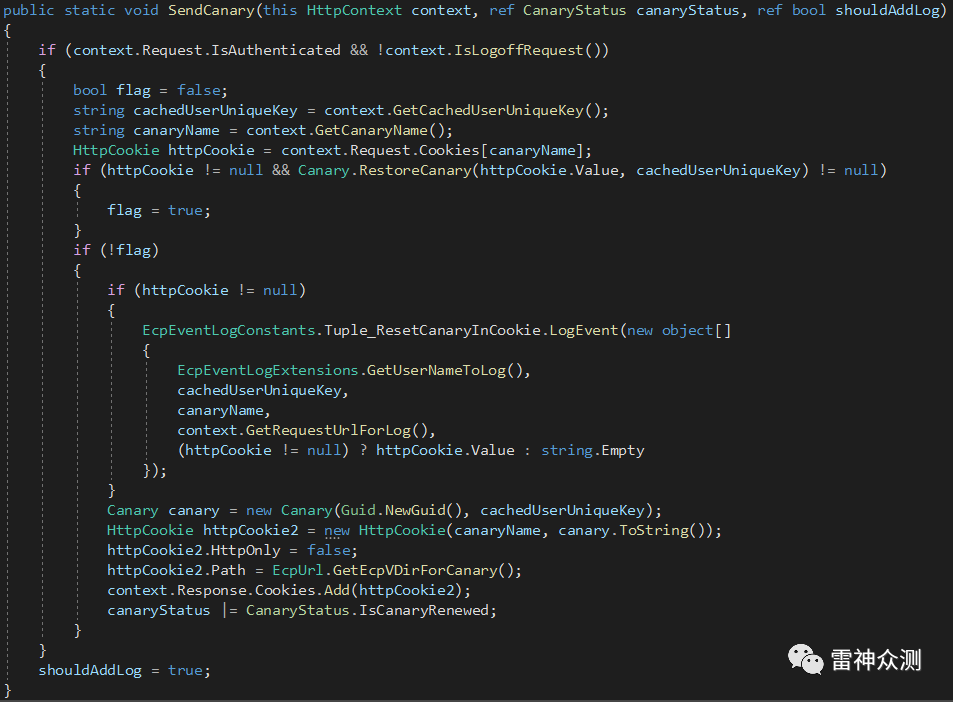 public static void SendCanary(this HttpContext context, ref CanaryStatus canaryStatus, ref bool shouldAddLog)
{
    if (context.Request.IsAuthenticated && !context.IsLogoffRequest())
    {
        bool flag = false;
        string cachedUserUniqueKey = context.GetCachedUserUniqueKey();
        string canaryName = context.GetCanaryName();
        HttpCookie httpCookie = context.Request.Cookies[canaryName];
        if (httpCookie != null && Canary.RestoreCanary(httpCookie.Value, cachedUserUniqueKey) != null)
        {
            flag = true;
        }
        if (!flag)
        {
            if (httpCookie != null)
            {
                EcpEventLogConstants.Tuple_ResetCanaryInCookie.LogEvent(new object[]
                {
                    EcpEventLogExtensions.GetUserNameToLog(),
                    cachedUserUniqueKey,
                    canaryName,
                    context.GetRequestUrlForLog(),
                    (httpCookie != null) ? httpCookie.Value : string.Empty
                });
            }
            Canary canary = new Canary(Guid.NewGuid(), cachedUserUniqueKey);
            HttpCookie httpCookie2 = new HttpCookie(canaryName, canary.ToString());
            httpCookie2.HttpOnly = false;
            httpCookie2.Path = EcpUrl.GetEcpVDirForCanary();
            context.Response.Cookies.Add(httpCookie2);
            canaryStatus |= CanaryStatus.IsCanaryRenewed;
        }
    }
    shouldAddLog = true;
}
雷神众测